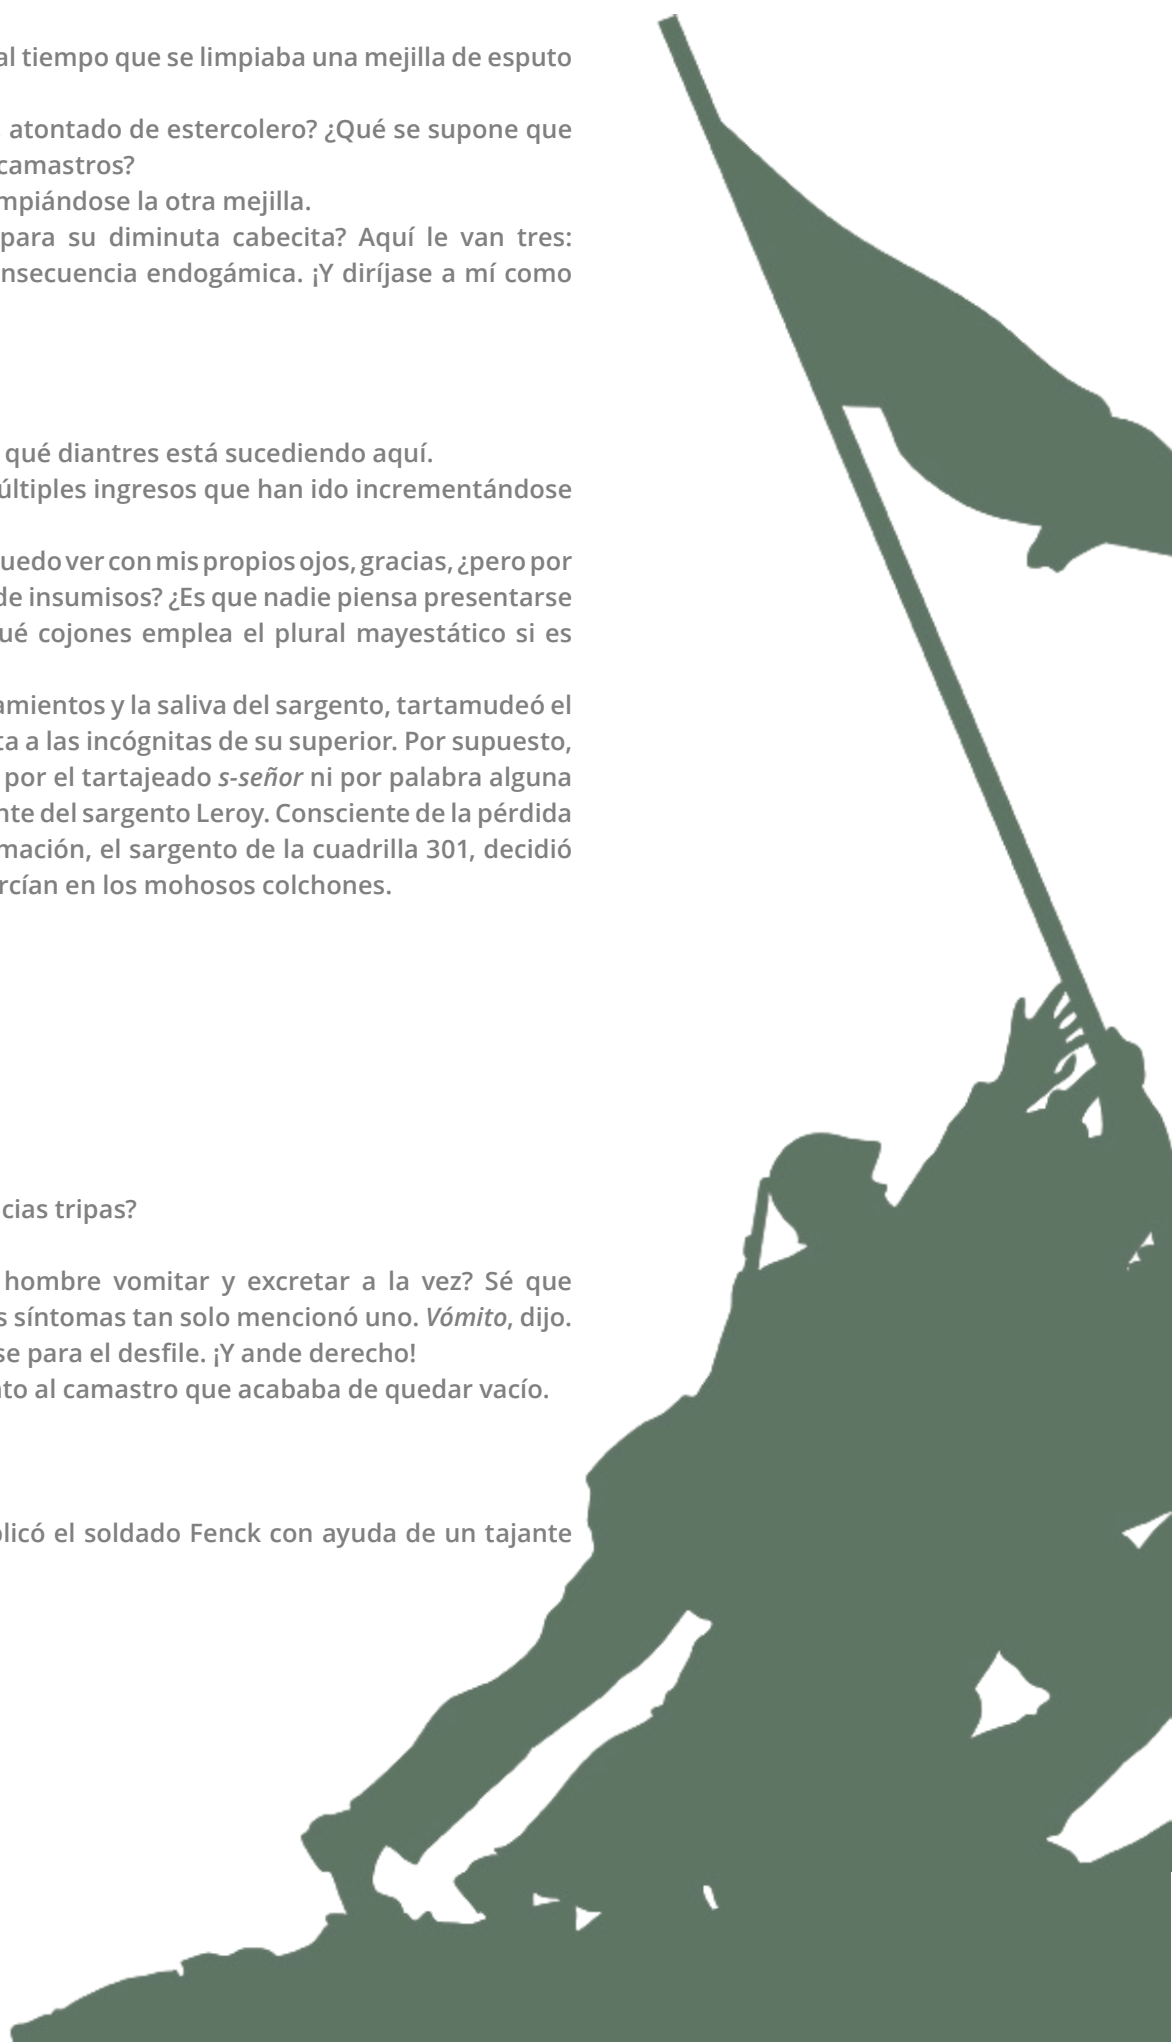 al tiempo que se limpiaba una mejilla de esputo
atontado de estercolero? ¿Qué se supone que
camastros?
mpiándose la otra mejilla.
para su diminuta cabecita? Aquí le van tres:
nsecuencia endogámica. ¡Y diríjase a mí como
qué diantres está sucediendo aquí.
últiples ingresos que han ido incrementándose
uedo ver con mis propios ojos, gracias, ¿pero por
de insumisos? ¿Es que nadie piensa presentarse
ué cojones emplea el plural mayestático si es
amientos y la saliva del sargento, tartamudeó el
ta a las incógnitas de su superior. Por supuesto,
por el tartajeado s-señor ni por palabra alguna
nte del sargento Leroy. Consciente de la pérdida
mación, el sargento de la cuadrilla 301, decidió
rcían en los mohosos colchones.
cias tripas?
hombre vomitar y excretar a la vez? Sé que
s síntomas tan solo mencionó uno. Vómito, dijo.
se para el desfile. ¡Y ande derecho!
nto al camastro que acababa de quedar vacío.
plicó el soldado Fenck con ayuda de un tajante